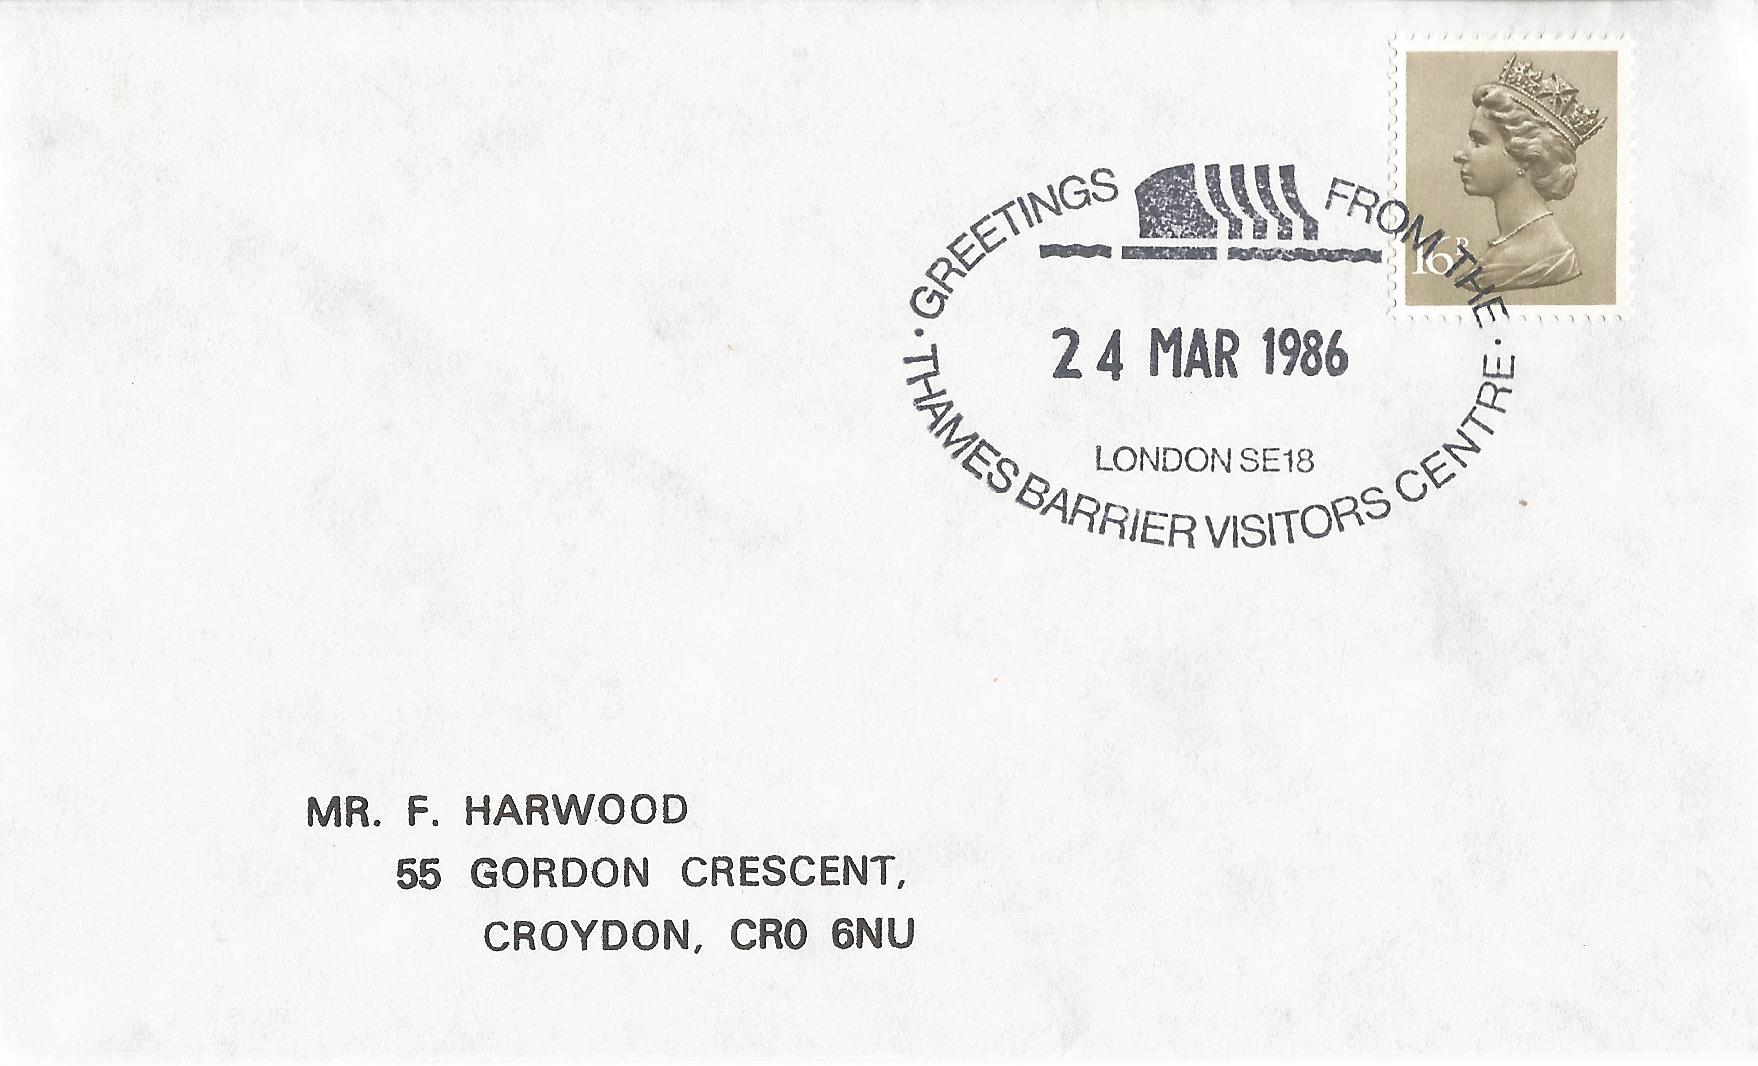 GREETINGS FROM THE
· THAMES BARRIER VISITORS CENTRE ·
24 MAR 1986
LONDON SE18
16P
MR. F. HARWOOD
55 GORDON CRESCENT,
CROYDON, CR0 6NU